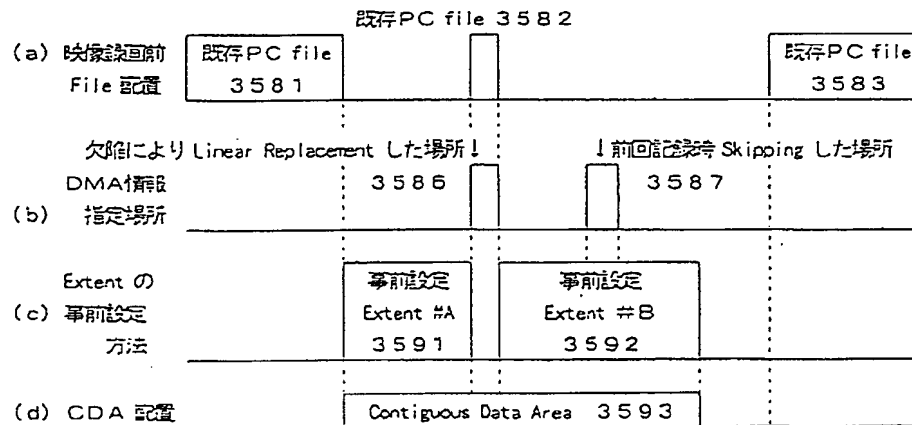 既存PC file 3582
(a) 映像録画前 既存PC file 既存PC file
File 配置 3581 3583
欠陥により Linear Replacement した場所↓ ↓前回記録時 Skipping した場所
DMA情報 3586 3587
(b) 指定場所
Extent の 事前設定 事前設定
(c) 事前設定 Extent #A Extent #B
方法 3591 3592
(d) CDA 配置 Contiguous Data Area 3593